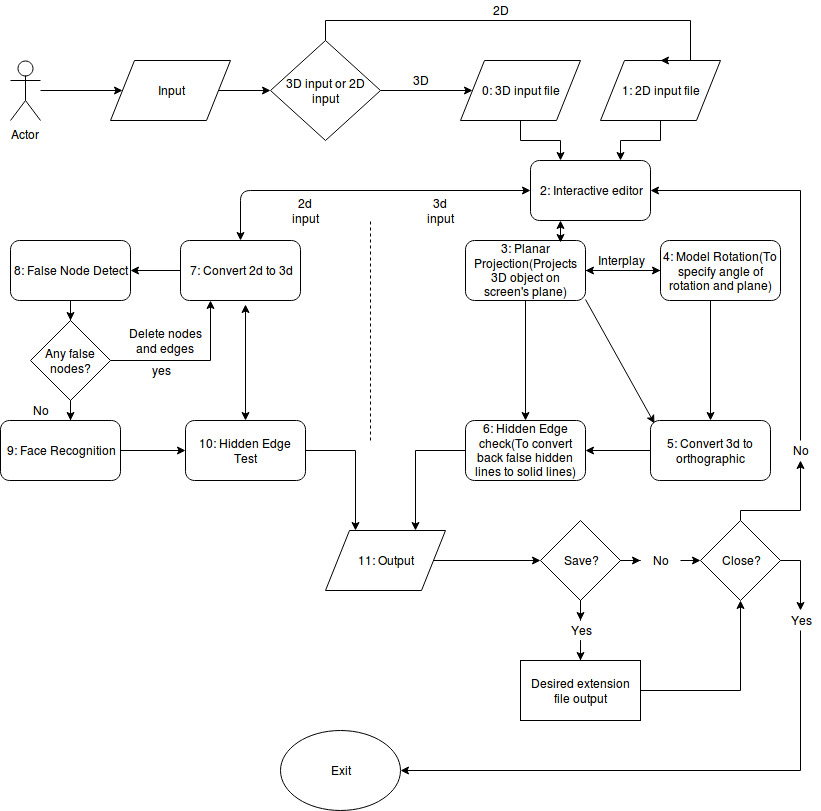 2D
3D input or 2D
input
3D
Input
0: 3D input file
1: 2D input file
Actor
2: Interactive editor
2d
input
3d
input
3: Planar
Projection(Projects
3D object on
screen's plane)
Interplay
4: Model Rotation(To
specify angle of
rotation and plane)
8: False Node Detect
7: Convert 2d to 3d
Delete nodes
and edges
yes
Any false
nodes?
No
9: Face Recognition
10: Hidden Edge
Test
6: Hidden Edge
check(To convert
back false hidden
lines to solid lines)
5: Convert 3d to
orthographic
No
11: Output
Save?
No
Close?
Yes
Yes
Desired extension
file output
Exit